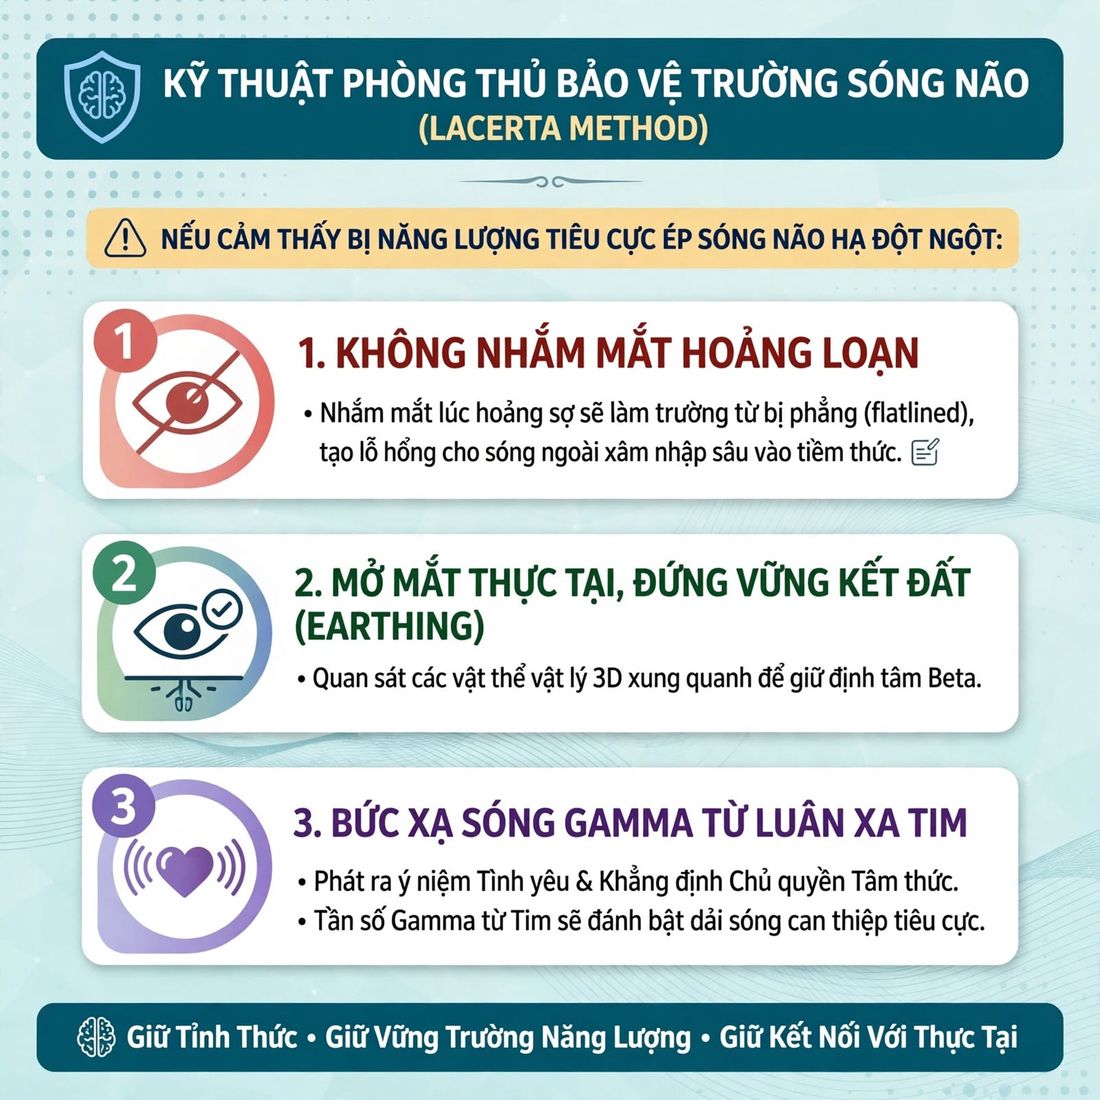 KỸ THUẬT PHÒNG THỦ BẢO VỆ TRƯỜNG SÓNG NÃO
(LACERTA METHOD)
NẾU CẢM THẤY BỊ NĂNG LƯỢNG TIÊU CỰC ÉP SÓNG NÃO HẠ ĐỘT NGỘT:
1
1. KHÔNG NHẮM MẮT HOẢNG LOẠN
• Nhắm mắt lúc hoảng sợ sẽ làm trường từ bị phẳng (flatlined),
tạo lỗ hổng cho sóng ngoài xâm nhập sâu vào tiềm thức.
2
2. MỞ MẮT THỰC TẠI, ĐỨNG VỮNG KẾT ĐẤT
(EARTHING)
• Quan sát các vật thể vật lý 3D xung quanh để giữ định tâm Beta.
3
3. BỨC XẠ SÓNG GAMMA TỪ LUÂN XA TIM
• Phát ra ý niệm Tình yêu & Khẳng định Chủ quyền Tâm thức.
• Tần số Gamma từ Tim sẽ đánh bật dải sóng can thiệp tiêu cực.
Giữ Tỉnh Thức • Giữ Vững Trường Năng Lượng • Giữ Kết Nối Với Thực Tại